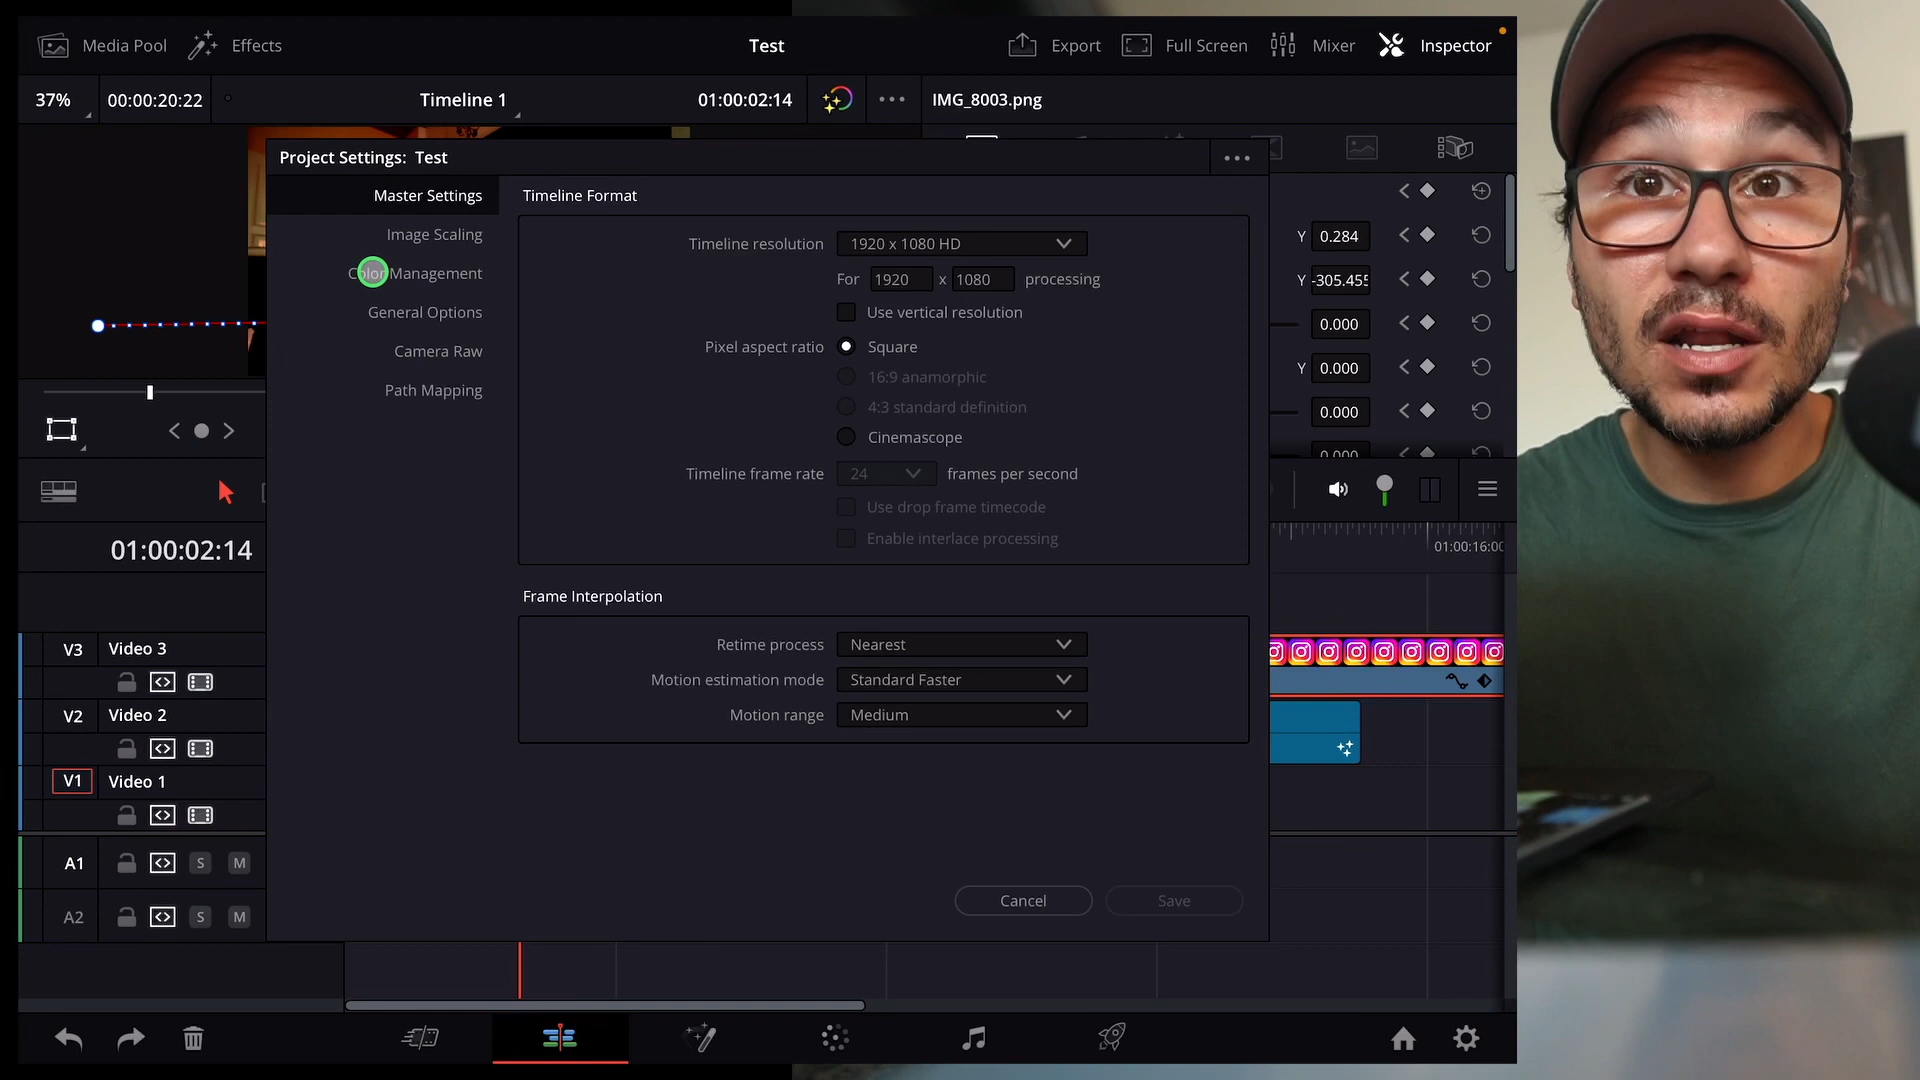 Media Pool
Effects
Test
Export
Full Screen
Mixer
Inspector
37%
00:00:20:22
Timeline 1
01:00:02:14
IMG_8003.png
Project Settings: Test
Master Settings
Image Scaling
Color Management
General Options
Camera Raw
Path Mapping
Timeline Format
Timeline resolution 1920 x 1080 HD
For 1920 x 1080 processing
Use vertical resolution
Pixel aspect ratio Square
16:9 anamorphic
4:3 standard definition
Cinemascope
Timeline frame rate 24 frames per second
Use drop frame timecode
Enable interlace processing
Frame Interpolation
Retime process Nearest
Motion estimation mode Standard Faster
Motion range Medium
Cancel
Save
Y 0.284
Y -305.455
0.000
Y 0.000
0.000
0.000
01:00:16:00
01:00:02:14
V3 Video 3
V2 Video 2
V1 Video 1
A1 S M
A2 S M